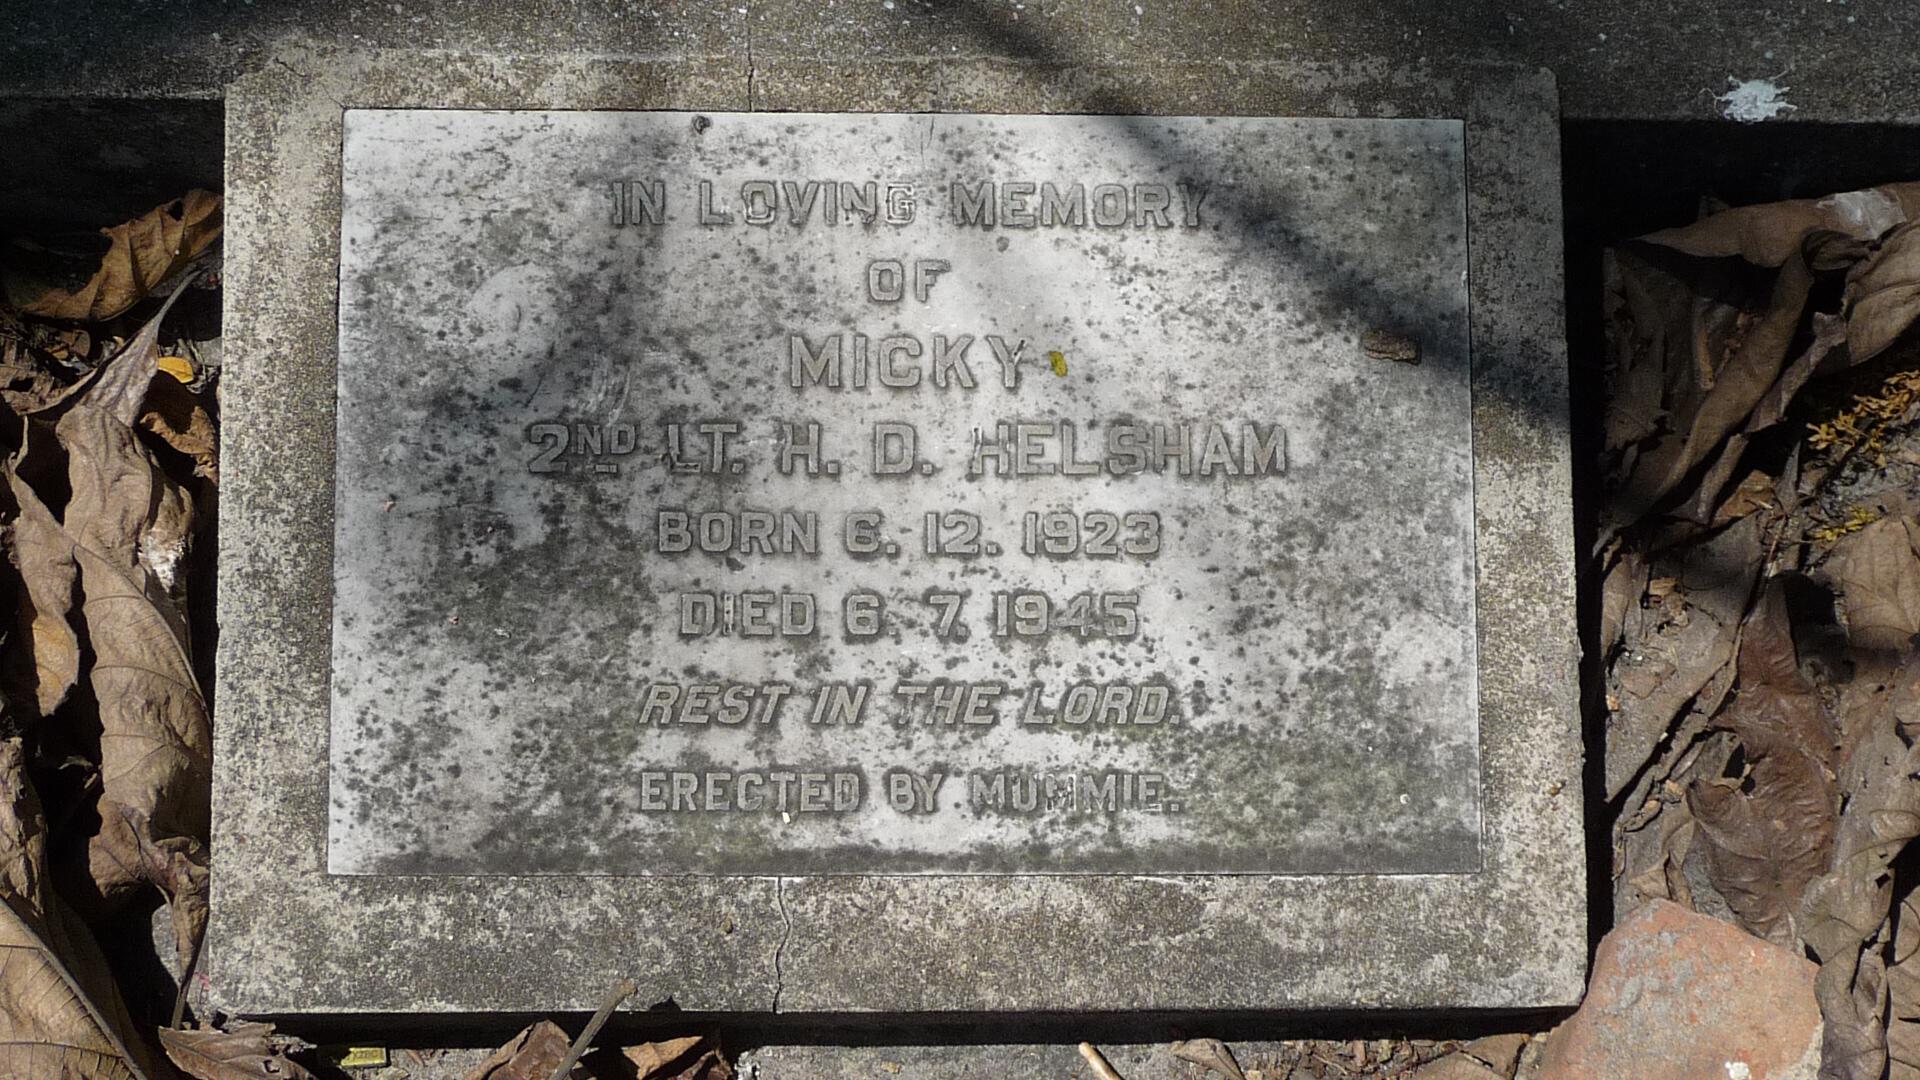 IN LOVING MEMORY
OF
MICKY
2ND LT. H. D. HELSHAM
BORN 6. 12. 1923
DIED 6. 7. 1945
REST IN THE LORD.
ERECTED BY MUMMIE.